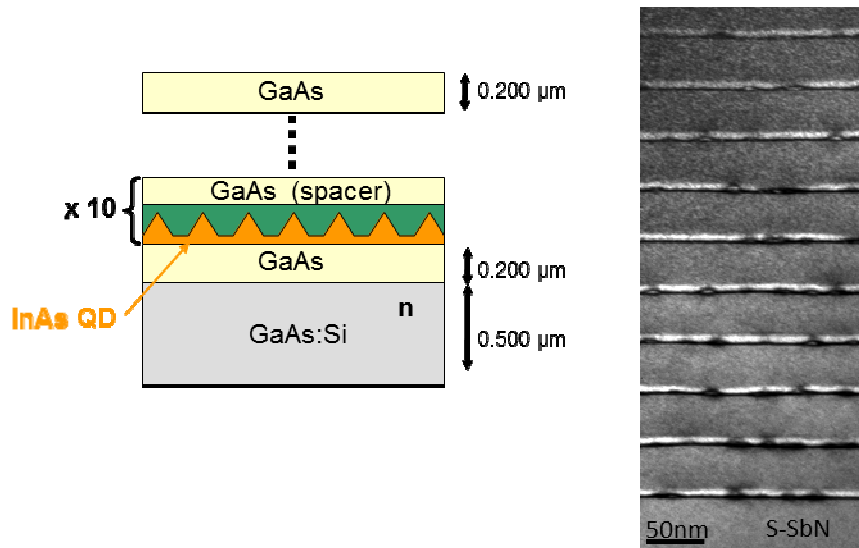 GaAs
0.200 µm
x 10
GaAs (spacer)
GaAs
0.200 µm
InAs QD
n
GaAs:Si
0.500 µm
50nm
S-SbN